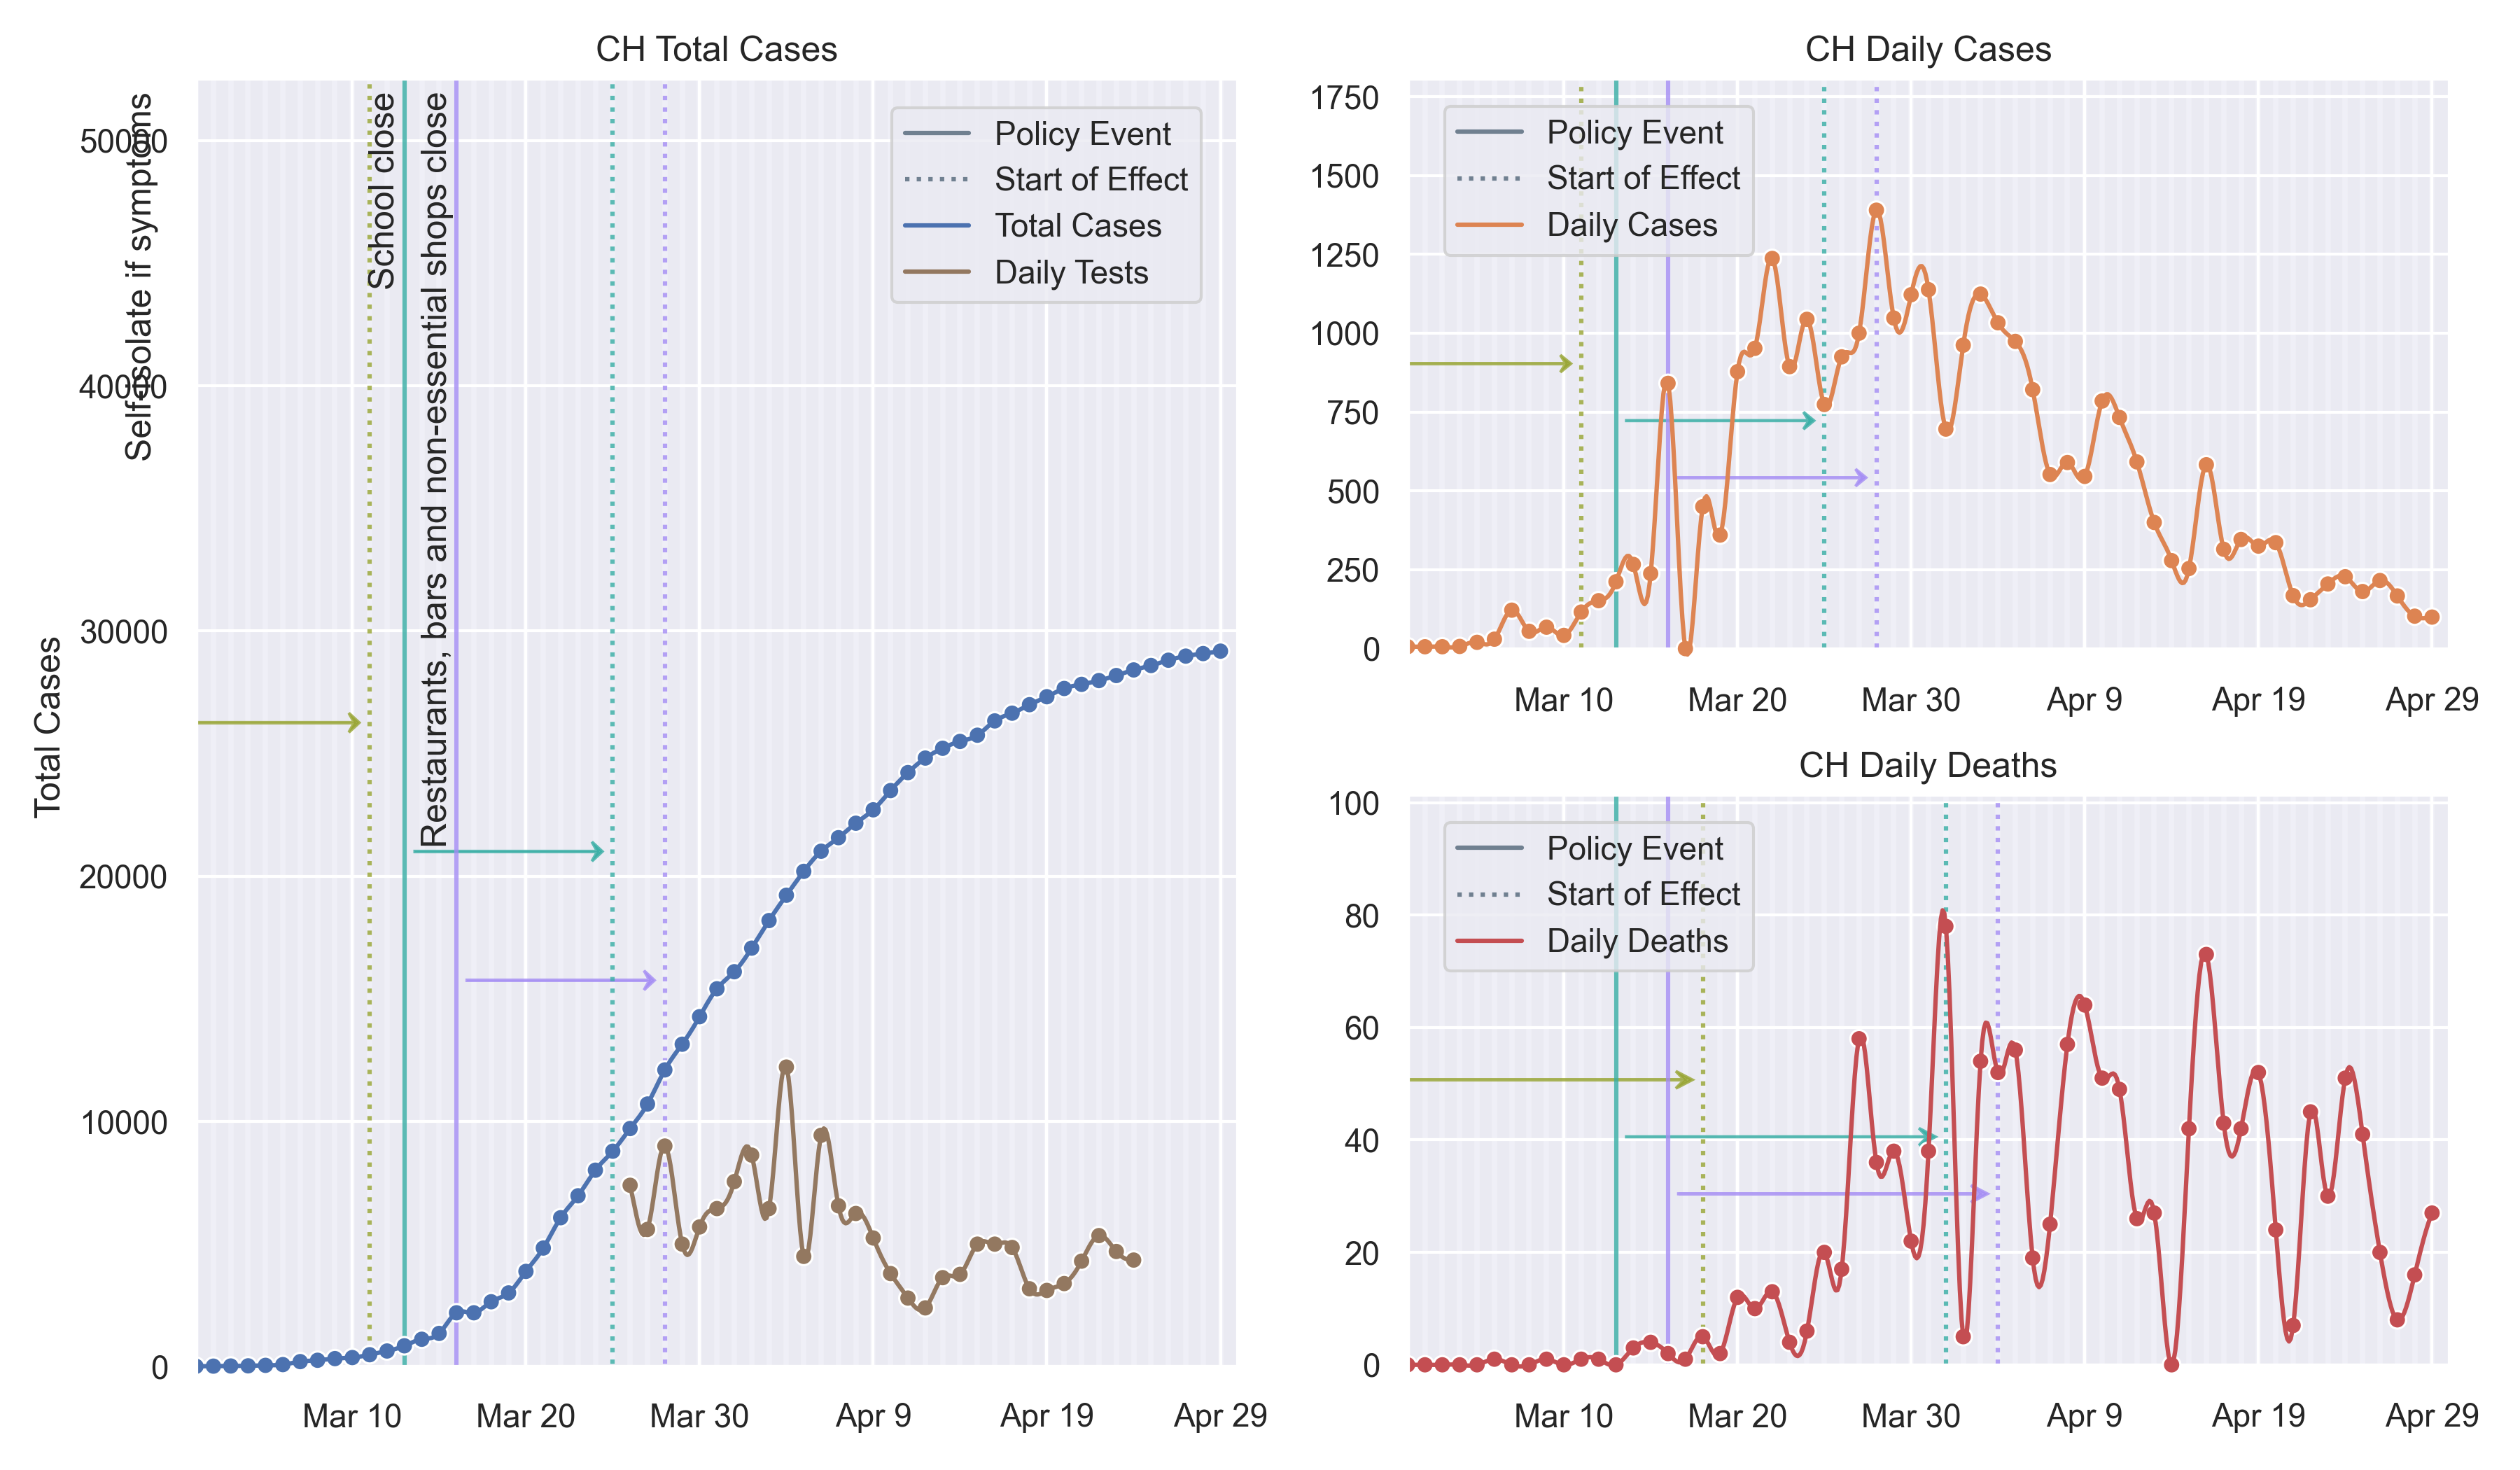 CH Total Cases
Total Cases
50000
40000
30000
20000
10000
0
Self-isolate if symptoms
School close
Restaurants, bars and non-essential shops close
Policy Event
Start of Effect
Total Cases
Daily Tests
Mar 10
Mar 20
Mar 30
Apr 9
Apr 19
Apr 29
CH Daily Cases
1750
1500
1250
1000
750
500
250
0
Policy Event
Start of Effect
Daily Cases
Mar 10
Mar 20
Mar 30
Apr 9
Apr 19
Apr 29
CH Daily Deaths
100
80
60
40
20
0
Policy Event
Start of Effect
Daily Deaths
Mar 10
Mar 20
Mar 30
Apr 9
Apr 19
Apr 29